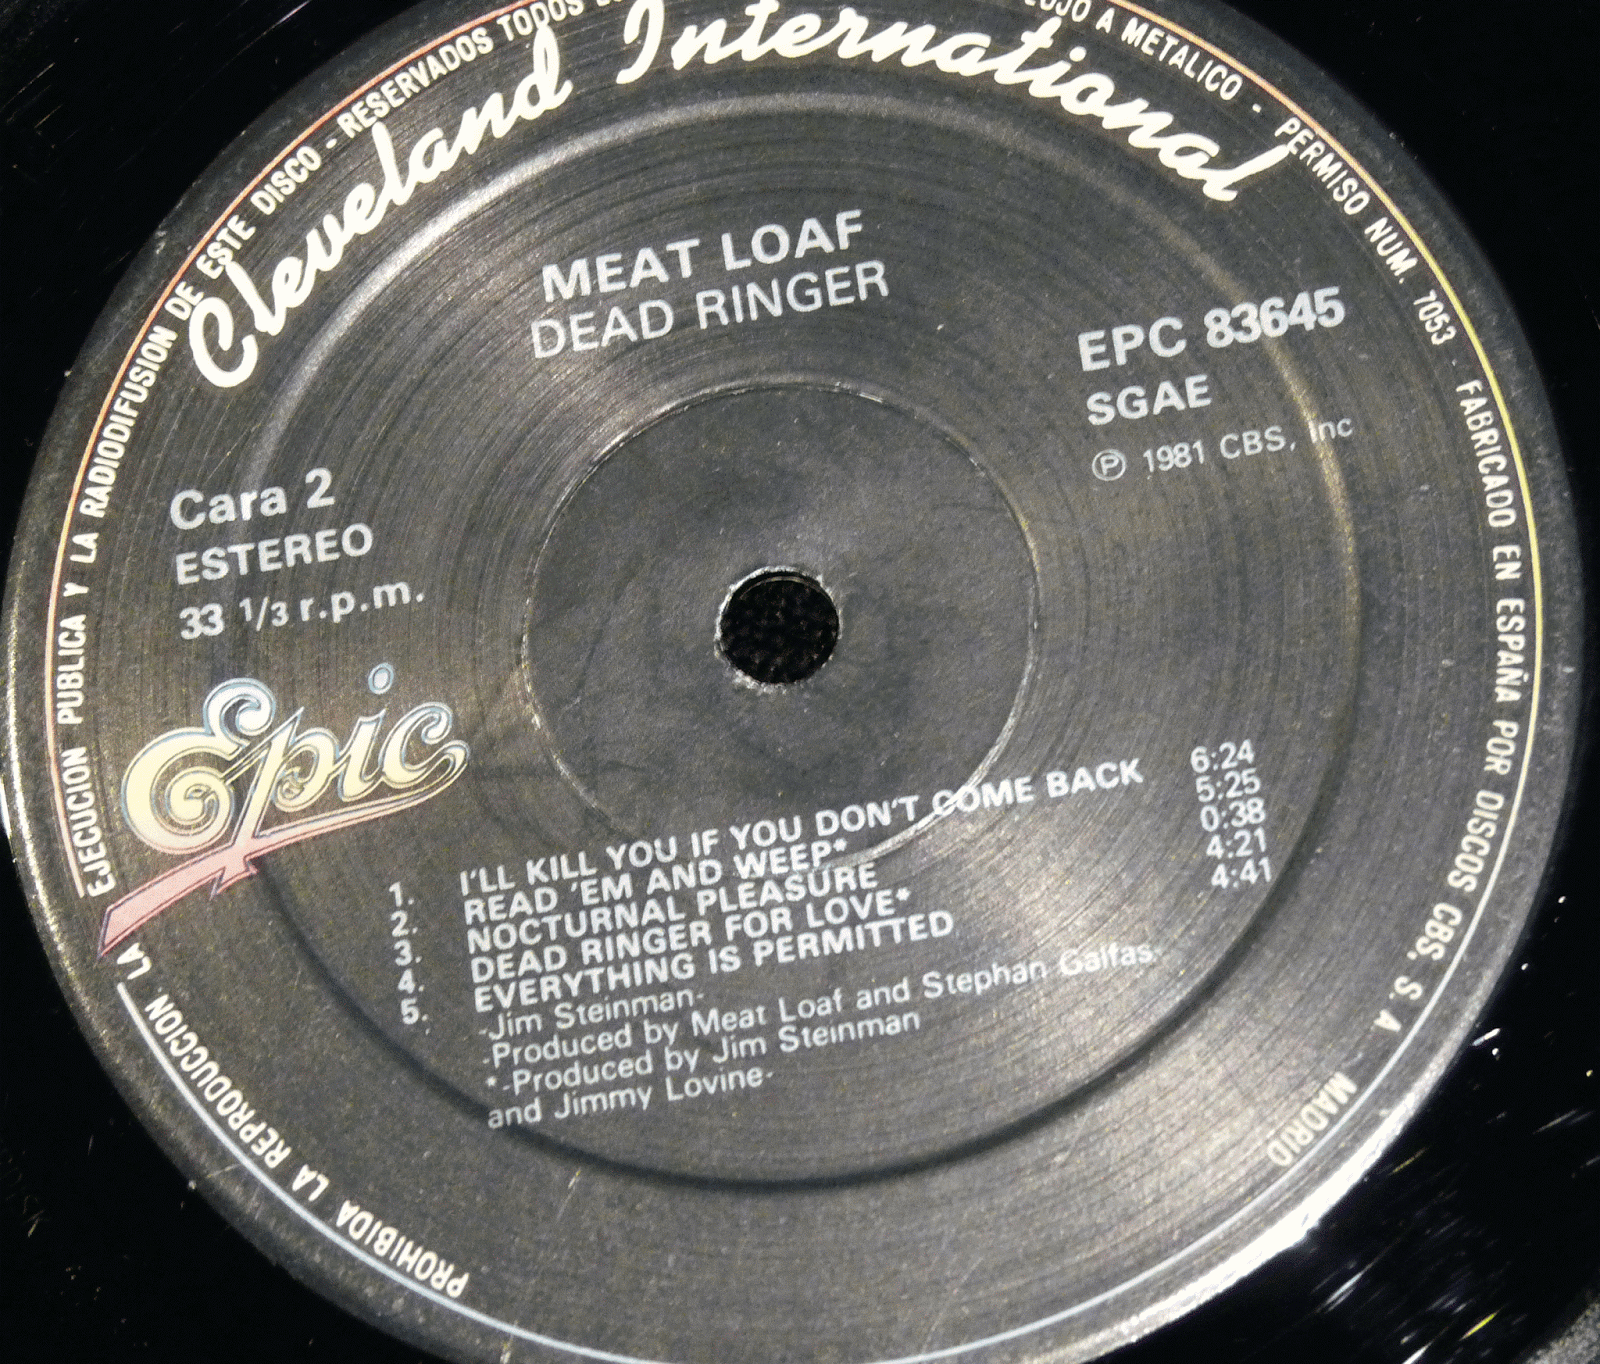 PROHIBIDA LA REPRODUCCION LA EJECUCION PUBLICA Y LA RADIODIFUSION DE ESTE DISCO - RESERVADOS TODOS
A METALICO - PERMISO NUM. 7053 FABRICADO EN ESPAÑA POR DISCOS CBS, S. A. MADRID
Cleveland International
MEAT LOAF
DEAD RINGER
EPC 83645
SGAE
Ⓟ 1981 CBS, Inc
Cara 2
ESTEREO
33 1/3 r.p.m.
Epic
1. I'LL KILL YOU IF YOU DON'T COME BACK 6:24
2. READ 'EM AND WEEP* 5:25
3. NOCTURNAL PLEASURE 0:38
4. DEAD RINGER FOR LOVE* 4:21
5. EVERYTHING IS PERMITTED 4:41
-Jim Steinman-
-Produced by Meat Loaf and Stephan Galfas-
*-Produced by Jim Steinman
and Jimmy Lovine-